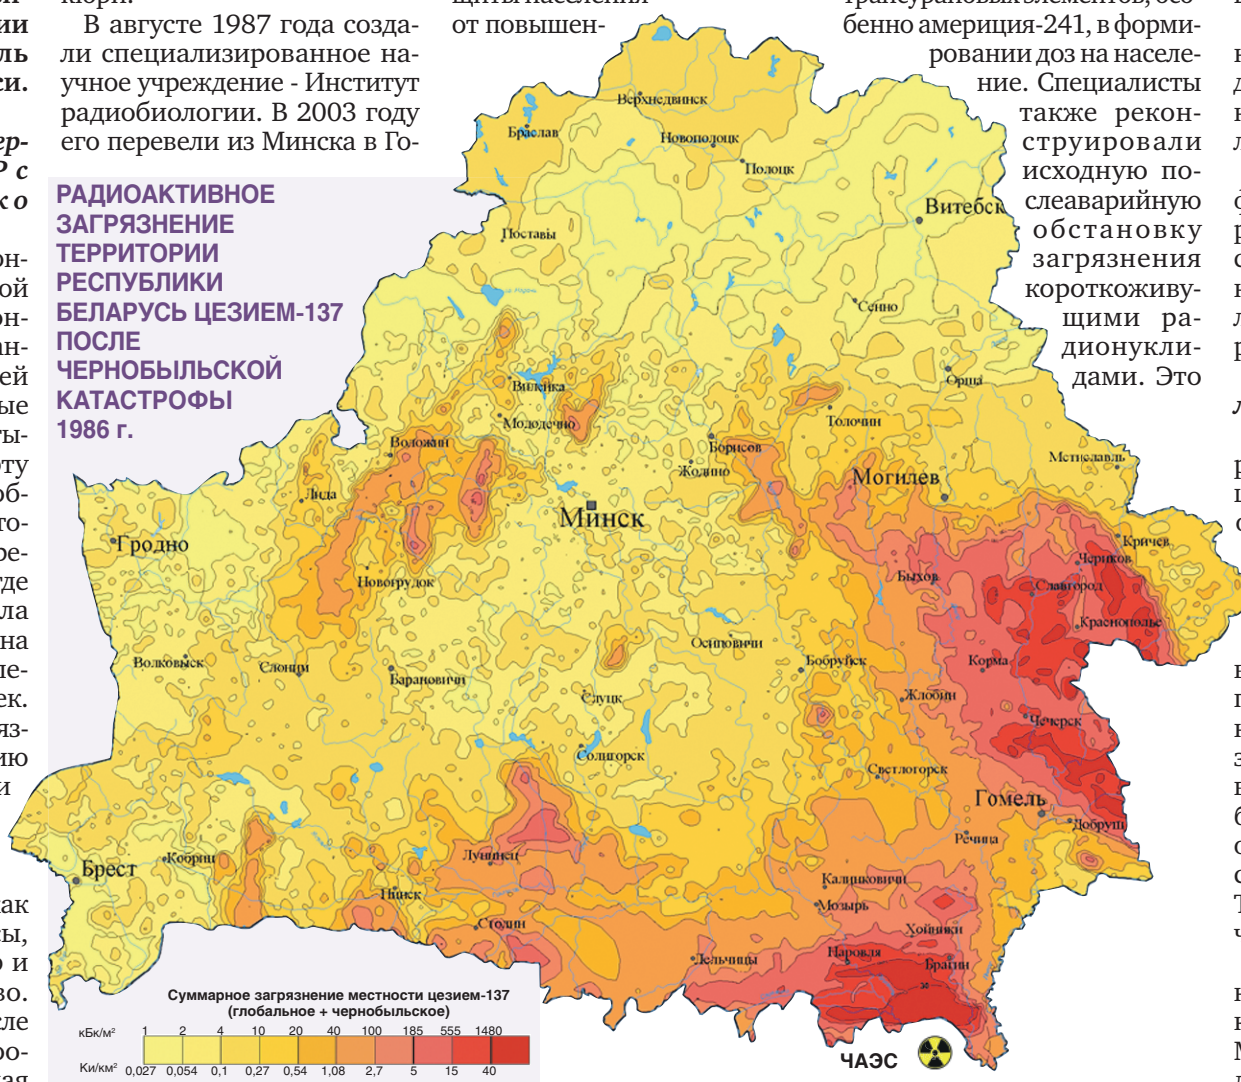 кюри.
В августе 1987 года созда-
ли специализированное на-
учное учреждение - Институт
радиобиологии. В 2003 году
его перевели из Минска в Го-
щиты населения
от повышен-
трансурановых элементов, осо-
бенно америция-241, в форми-
ровании доз на населе-
ние. Специалисты
также рекон-
струировали
исходную по-
слеаварийную
обстановку
загрязнения
короткоживу-
щими ра-
дионукли-
дами. Это
РАДИОАКТИВНОЕ
ЗАГРЯЗНЕНИЕ
ТЕРРИТОРИИ
РЕСПУБЛИКИ
БЕЛАРУСЬ ЦЕЗИЕМ-137
ПОСЛЕ
ЧЕРНОБЫЛЬСКОЙ
КАТАСТРОФЫ
1986 г.
Верхнедвинск
Браслав
Новополоцк
Полоцк
Витебск
Поставы
Сенно
Орша
Вилейка
Молодечно
Толочин
Воложин
Борисов
Жодино
Мстиславль
Могилев
Лида
Минск
Гродно
Кричев
Чериков
Новогрудок
Быхов
Славгород
Краснополье
Осиповичи
Волковыск
Слоним
Барановичи
Бобруйск
Корма
Слуцк
Жлобин
Чечерск
Солигорск
Светлогорск
Гомель
Добруш
Речица
Брест
Кобрин
Лунинец
Пинск
Калинковичи
Мозырь
Столин
Хойники
Лельчицы
Наровля
Брагин
ЧАЭС
Суммарное загрязнение местности цезием-137
(глобальное + чернобыльское)
кБк/м² 1 2 4 10 20 40 100 185 555 1480
Ки/км² 0,027 0,054 0,1 0,27 0,54 1,08 2,7 5 15 40